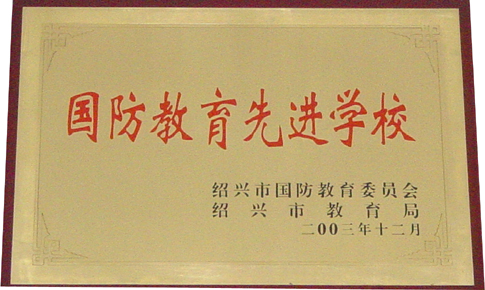 国防教育先进学校
绍兴市国防教育委员会
绍兴市教育局
二00三年十二月